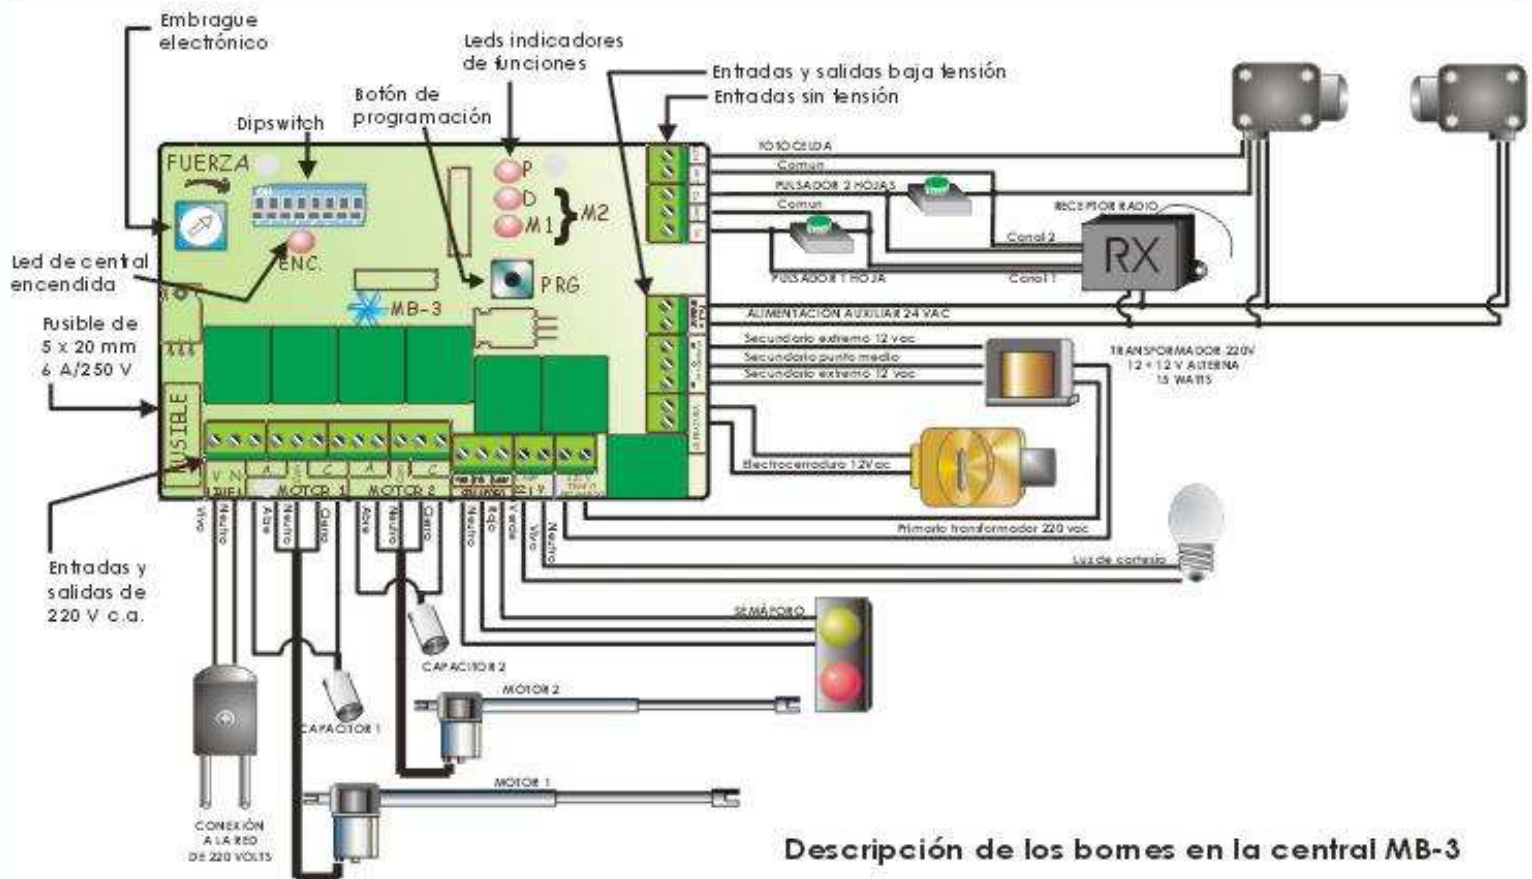 Embrague
electrónico
Dipswitch
Botón de
programación
Leds indicadores
de funciones
Entradas y salidas baja tensión
Entradas sin tensión
FUERZA
ON
P
D
M1
M2
ENC.
PRG
MB-3
Led de central
encendida
Fusible de
5 x 20 mm
6 A/250 V
FUSIBLE
Entradas y
salidas de
220 V c.a.
FOTOCELDA
Comun
PULSADOR 2 HOJAS
Comun
PULSADOR 1 HOJA
RECEPTOR RADIO
RX
Canal 2
Canal 1
ALIMENTACIÓN AUXILIAR 24 VAC
Secundario extremo 12 vac
Secundario punto medio
Secundario extremo 12 vac
TRANSFORMADOR 220V
12 + 12 V ALTERNA
15 WATTS
Electrocerradura 12Vac
Primario transformador 220 vac
Luz de cortesía
SEMÁFORO
V
N
A
C
MOTOR 1
A
C
MOTOR 2
Vivo
Neutro
Abre
Neutro
Cierra
Abre
Neutro
Cierra
Neutro
Rojo
Verde
Vivo
Neutro
CAPACITOR 2
CAPACITOR 1
MOTOR 2
MOTOR 1
CONEXIÓN
A LA RED
DE 220 VOLTS
Descripción de los bornes en la central MB-3